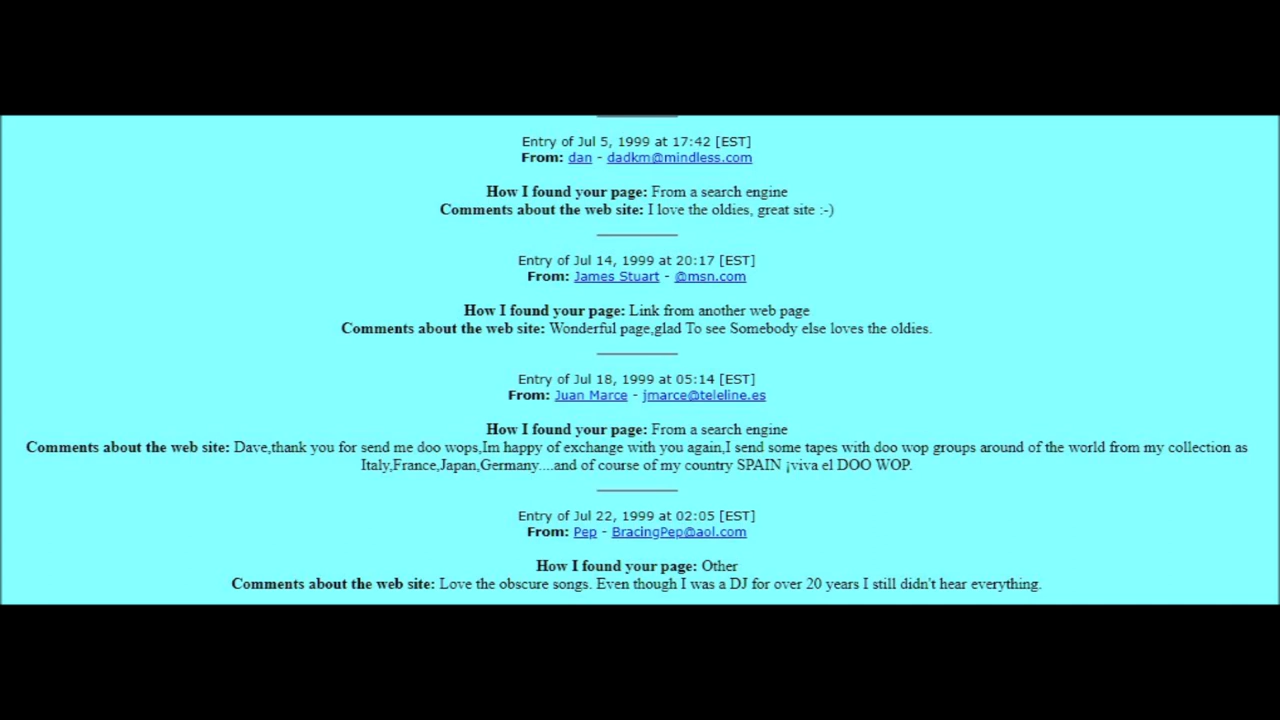 Entry of Jul 5, 1999 at 17:42 [EST]
From: dan - dadkm@mindless.com
How I found your page: From a search engine
Comments about the web site: I love the oldies, great site :-)
Entry of Jul 14, 1999 at 20:17 [EST]
From: James Stuart - @msn.com
How I found your page: Link from another web page
Comments about the web site: Wonderful page,glad To see Somebody else loves the oldies.
Entry of Jul 18, 1999 at 05:14 [EST]
From: Juan Marce - jmarce@teleline.es
How I found your page: From a search engine
Comments about the web site: Dave,thank you for send me doo wops,Im happy of exchange with you again,I send some tapes with doo wop groups around of the world from my collection as
Italy,France,Japan,Germany....and of course of my country SPAIN ¡viva el DOO WOP.
Entry of Jul 22, 1999 at 02:05 [EST]
From: Pep - BracingPep@aol.com
How I found your page: Other
Comments about the web site: Love the obscure songs. Even though I was a DJ for over 20 years I still didn't hear everything.